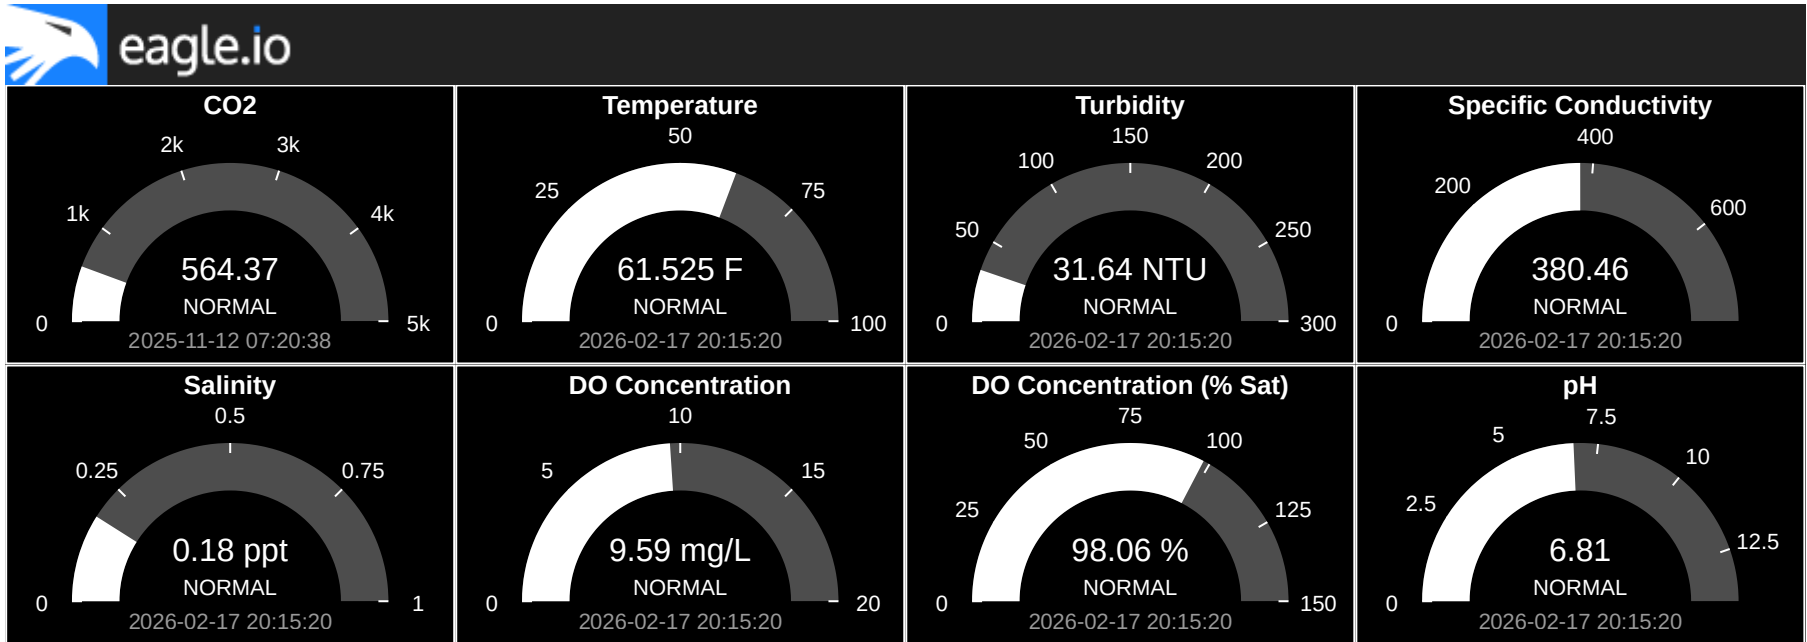 eagle.io
CO2
0
1k
2k
3k
4k
5k
564.37
NORMAL
2025-11-12 07:20:38
Temperature
0
25
50
75
100
61.525 F
NORMAL
2026-02-17 20:15:20
Turbidity
0
50
100
150
200
250
300
31.64 NTU
NORMAL
2026-02-17 20:15:20
Specific Conductivity
0
200
400
600
380.46
NORMAL
2026-02-17 20:15:20
Salinity
0
0.25
0.5
0.75
1
0.18 ppt
NORMAL
2026-02-17 20:15:20
DO Concentration
0
5
10
15
20
9.59 mg/L
NORMAL
2026-02-17 20:15:20
DO Concentration (% Sat)
0
25
50
75
100
125
150
98.06 %
NORMAL
2026-02-17 20:15:20
pH
0
2.5
5
7.5
10
12.5
6.81
NORMAL
2026-02-17 20:15:20